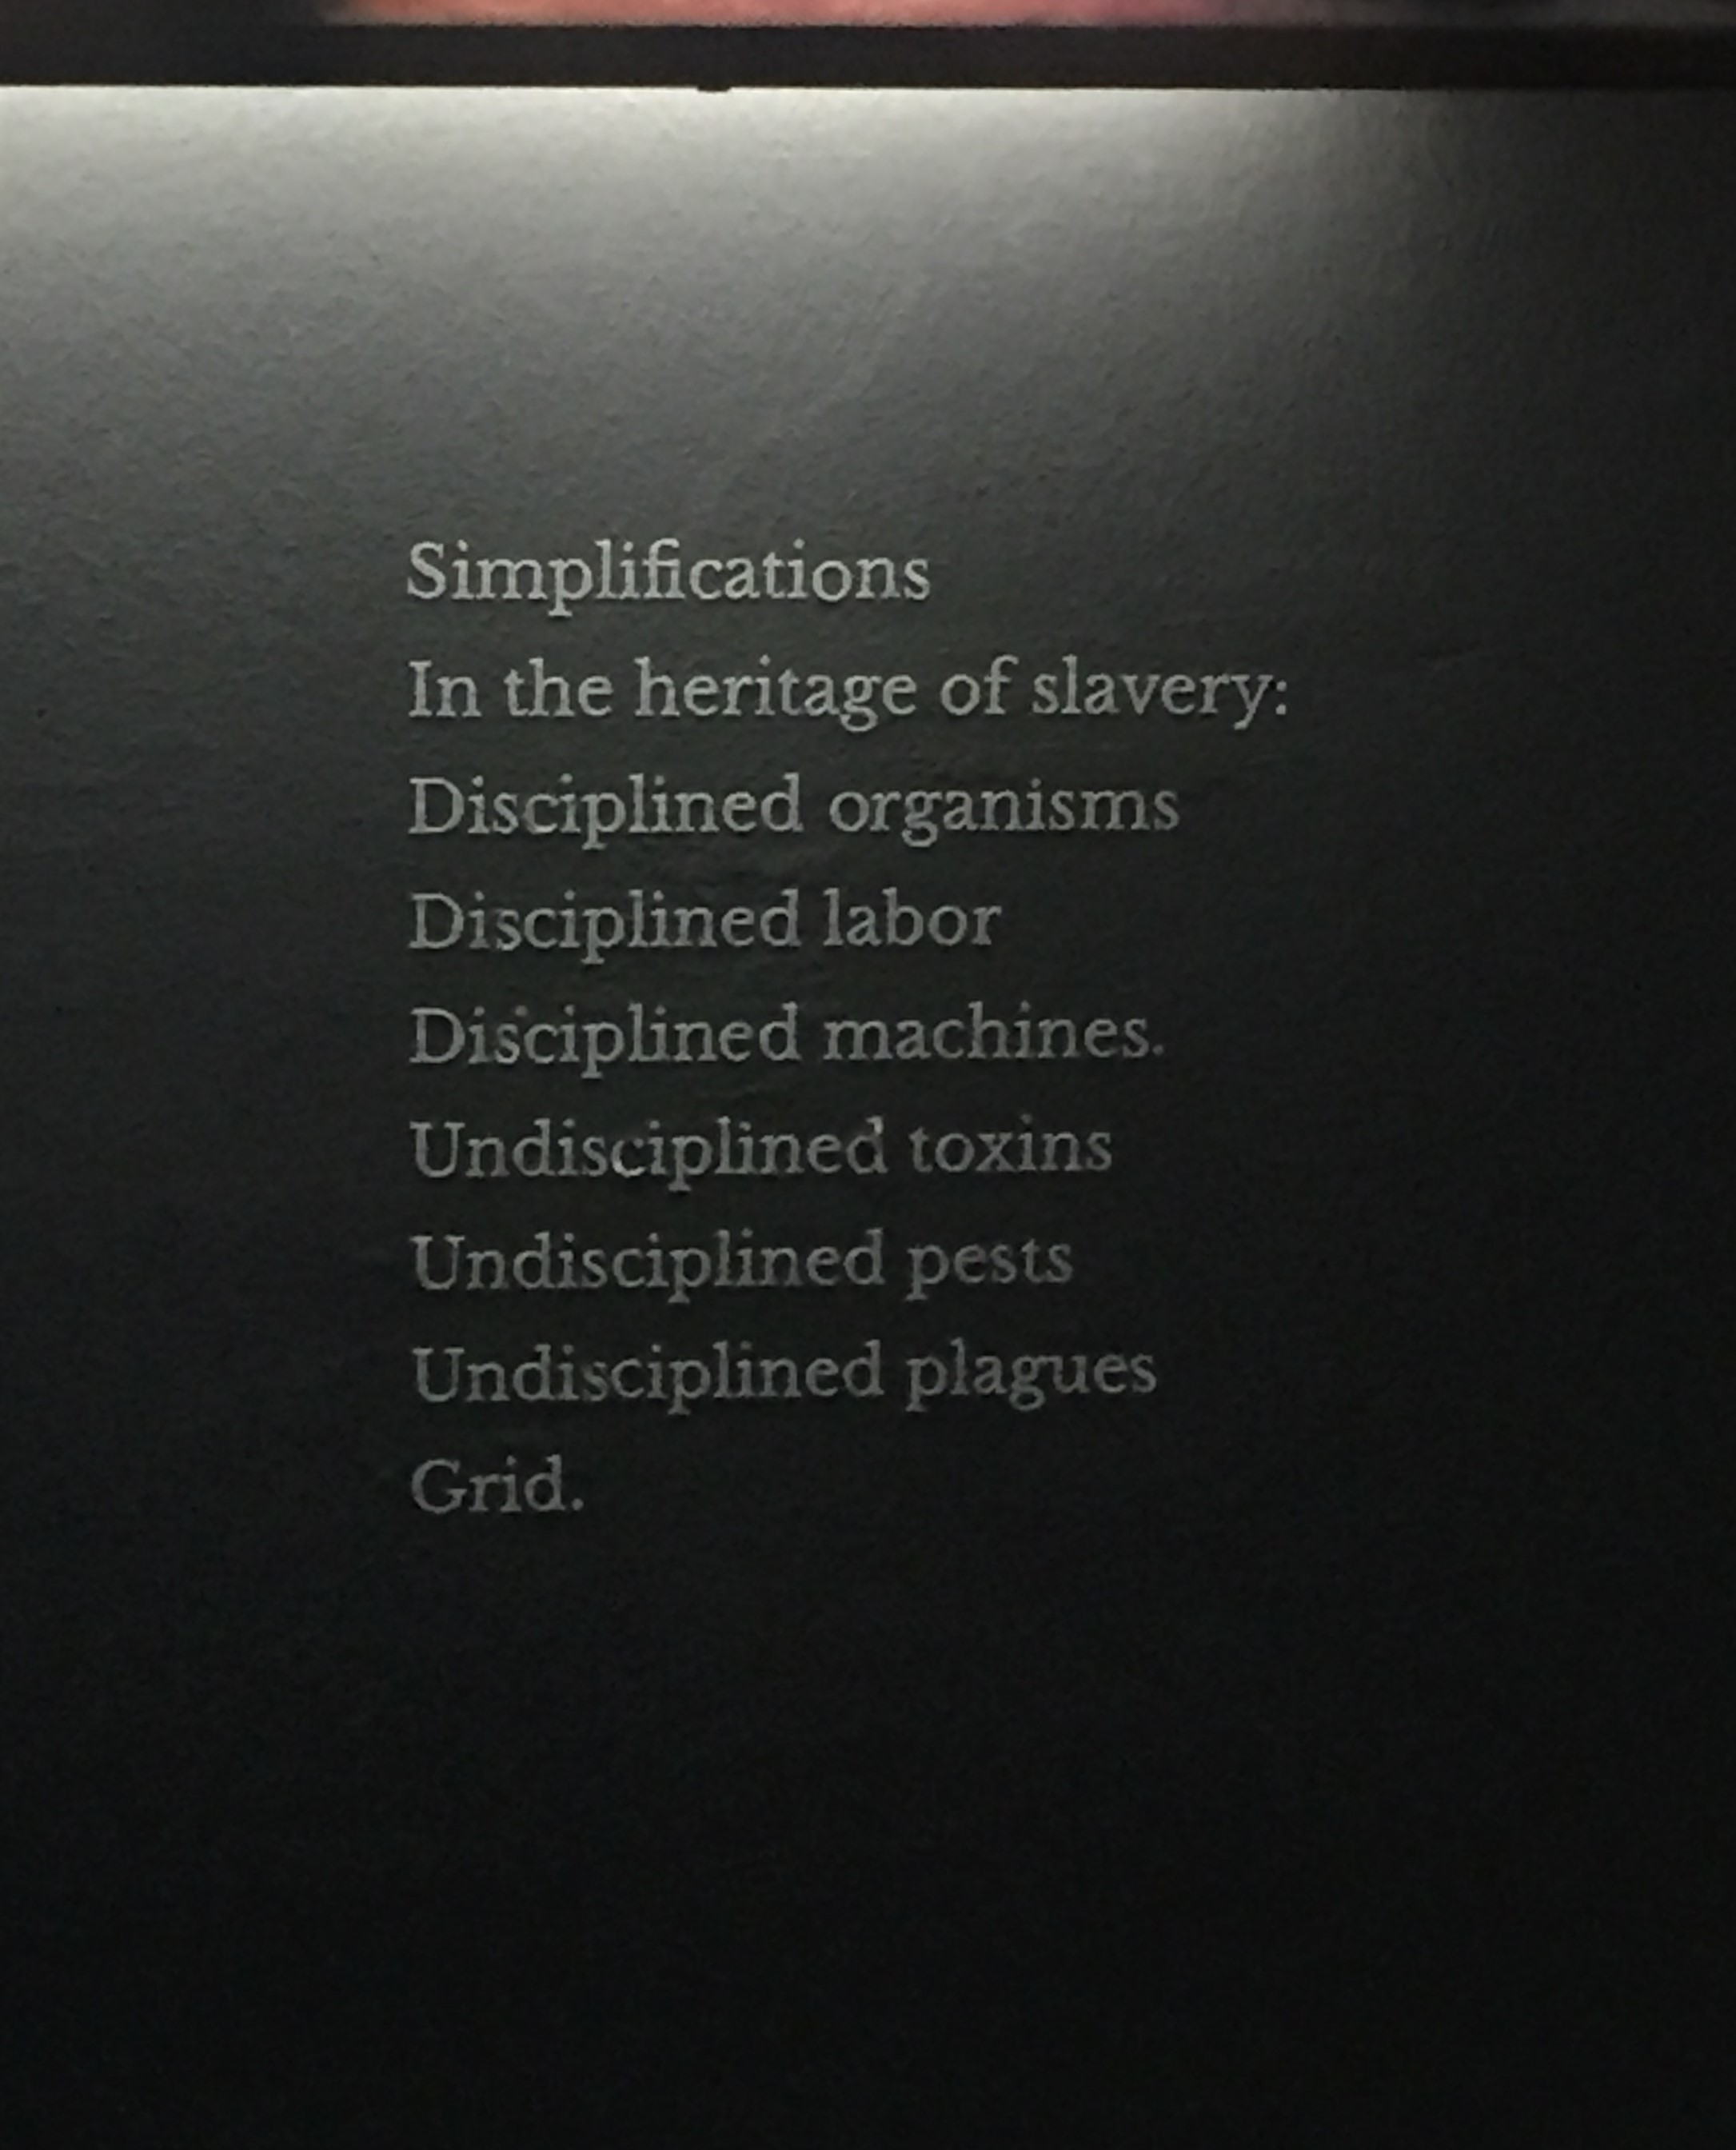 Simplifications
In the heritage of slavery:
Disciplined organisms
Disciplined labor
Disciplined machines.
Undisciplined toxins
Undisciplined pests
Undisciplined plagues
Grid.